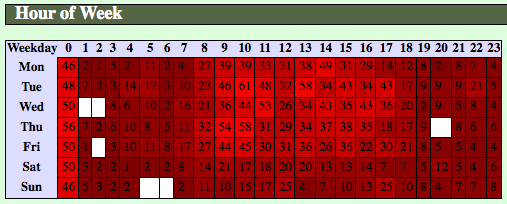 Hour of Week
Weekday 0 1 2 3 4 5 6 7 8 9 10 11 12 13 14 15 16 17 18 19 20 21 22 23
Mon 46 2 1 5 2 11 2 4 27 39 39 33 31 38 49 31 29 14 12 8 2 8 7 4
Tue 48 7 3 3 14 17 3 10 23 46 61 48 32 58 34 43 34 43 17 9 9 9 21 5
Wed 50 8 6 10 2 16 21 36 44 53 26 34 43 35 43 36 20 2 9 5 8 4
Thu 56 7 2 6 10 8 5 11 32 54 58 31 29 34 37 38 35 18 17 9 8 6 6
Fri 50 1 3 10 11 8 17 27 44 45 30 31 36 26 36 22 30 21 8 5 5 4 4
Sat 50 3 2 2 1 2 2 8 14 21 17 18 20 20 13 13 14 7 7 5 12 5 4 6
Sun 46 5 3 2 2 2 11 10 15 17 25 4 7 10 13 25 10 8 4 7 7 8